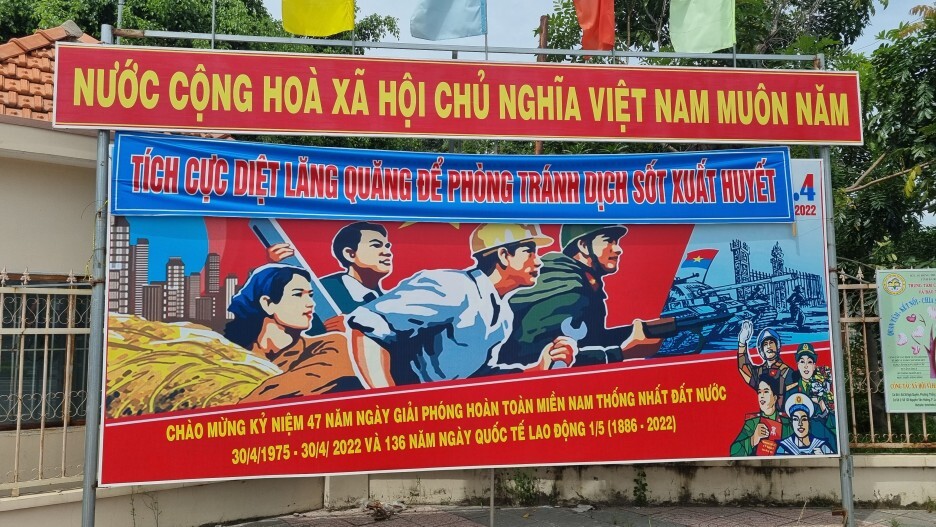 NƯỚC CỘNG HOÀ XÃ HỘI CHỦ NGHĨA VIỆT NAM MUÔN NĂM
TÍCH CỰC DIỆT LĂNG QUĂNG ĐỂ PHÒNG TRÁNH DỊCH SỐT XUẤT HUYẾT
.4
2022
CHÀO MỪNG KỶ NIỆM 47 NĂM NGÀY GIẢI PHÓNG HOÀN TOÀN MIỀN NAM THỐNG NHẤT ĐẤT NƯỚC
30/4/1975 - 30/4/ 2022 VÀ 136 NĂM NGÀY QUỐC TẾ LAO ĐỘNG 1/5 (1886 - 2022)